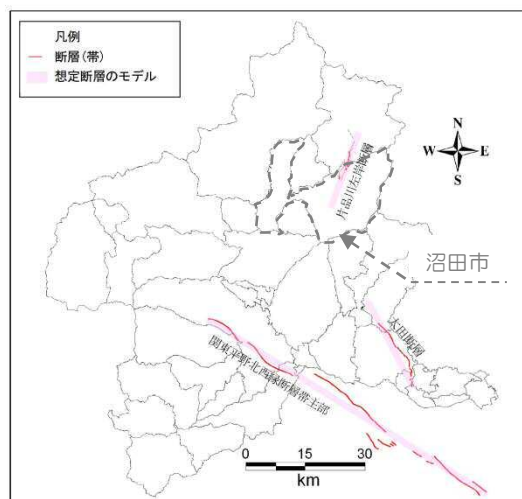 凡例
断層(帯)
想定断層のモデル
N
W E
S
片品川左岸断層
沼田市
太田断層
関東平野北西縁断層帯主部
0 15 30
km